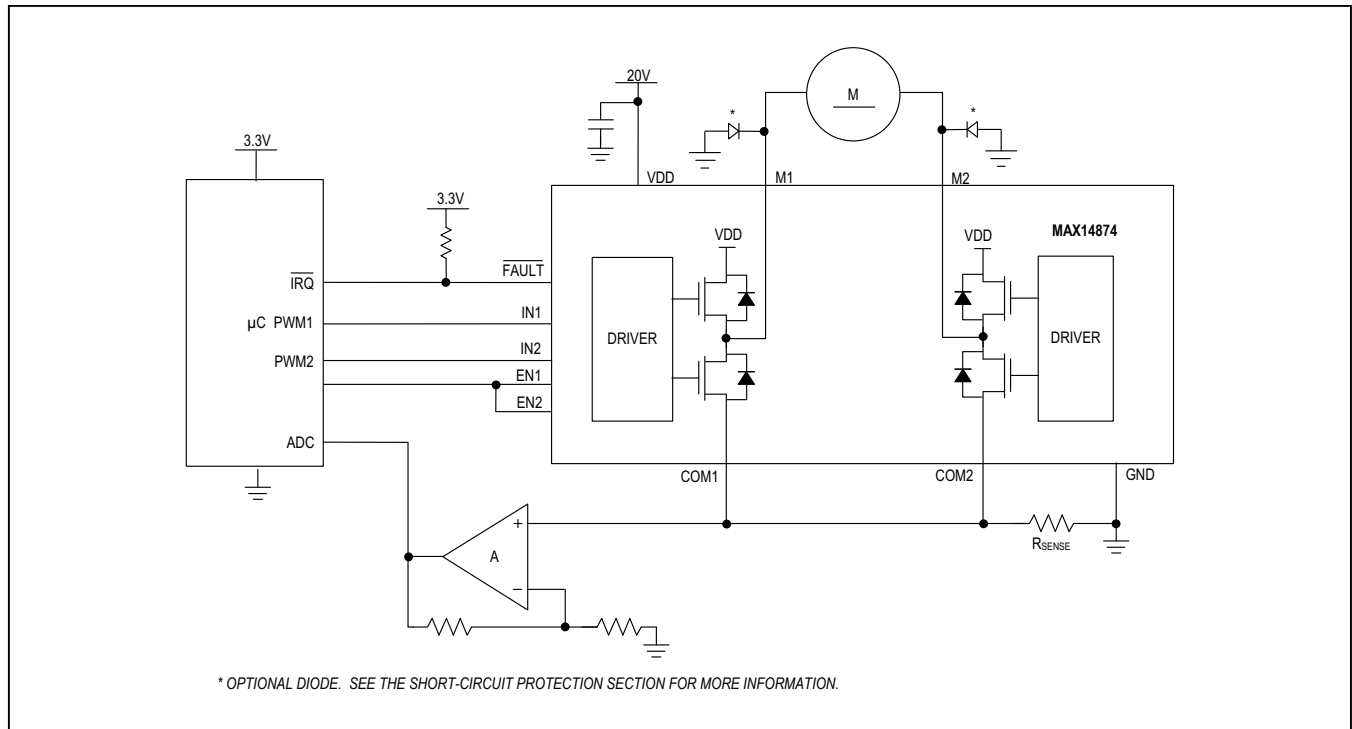 20V
M
*
*
3.3V
VDD
M1
M2
3.3V
MAX14874
VDD
VDD
IRQ
FAULT
µC PWM1
IN1
DRIVER
DRIVER
PWM2
IN2
EN1
EN2
ADC
COM1
COM2
GND
+
A
RSENSE
−
* OPTIONAL DIODE. SEE THE SHORT-CIRCUIT PROTECTION SECTION FOR MORE INFORMATION.